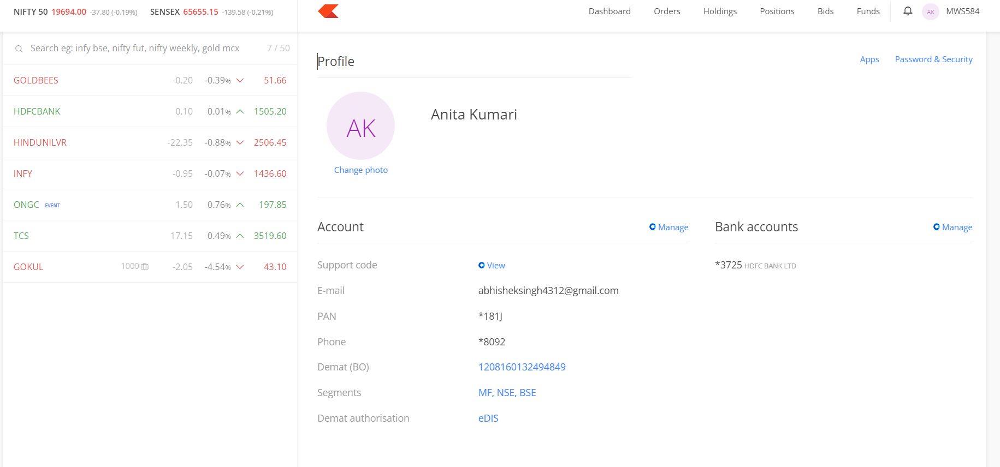 NIFTY 50 19694.00 -37.80 (-0.19%) SENSEX 65655.15 -139.58 (-0.21%)
Dashboard Orders Holdings Positions Bids Funds AK MWS584
Search eg: infy bse, nifty fut, nifty weekly, gold mcx 7 / 50
GOLDBEES -0.20 -0.39% 51.66
HDFCBANK 0.10 0.01% 1505.20
HINDUNILVR -22.35 -0.88% 2506.45
INFY -0.95 -0.07% 1436.60
ONGC EVENT 1.50 0.76% 197.85
TCS 17.15 0.49% 3519.60
GOKUL 1000 -2.05 -4.54% 43.10
Profile
Apps Password & Security
AK
Anita Kumari
Change photo
Account Manage
Support code View
E-mail abhisheksingh4312@gmail.com
PAN *181J
Phone *8092
Demat (BO) 1208160132494849
Segments MF, NSE, BSE
Demat authorisation eDIS
Bank accounts Manage
*3725 HDFC BANK LTD